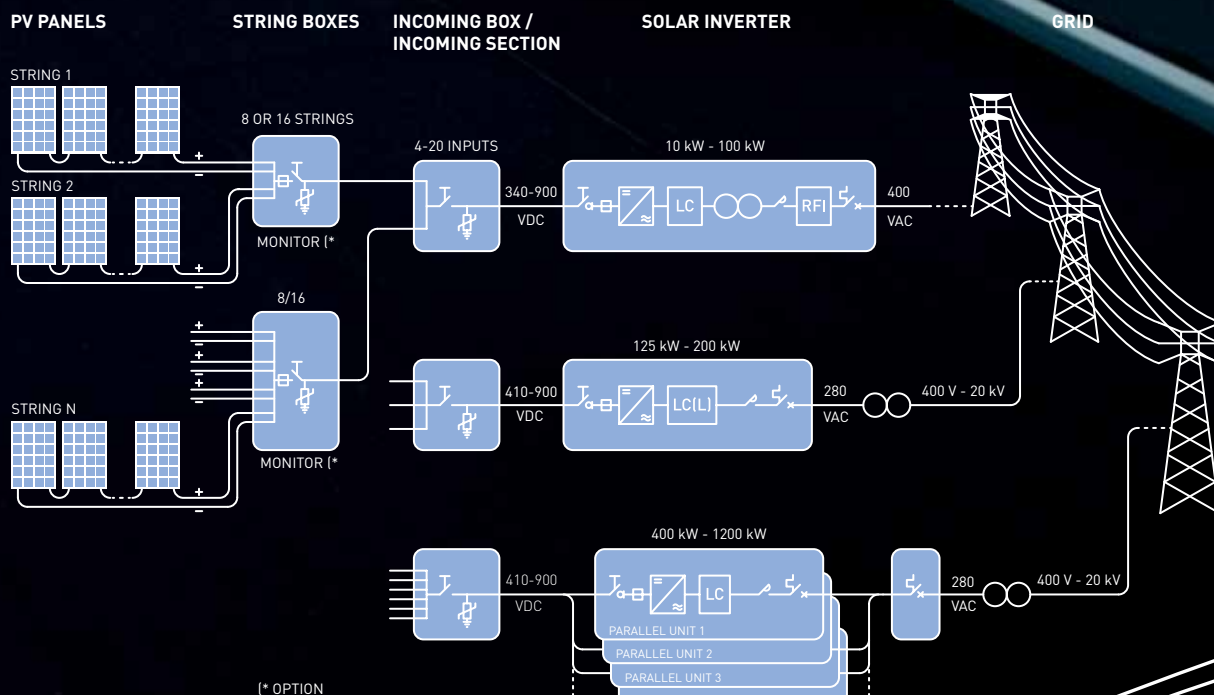 PV PANELS
STRING BOXES
INCOMING BOX /
INCOMING SECTION
SOLAR INVERTER
GRID
STRING 1
8 OR 16 STRINGS
4-20 INPUTS
10 kW - 100 kW
+
–
340-900
VDC
LC
RFI
400
VAC
STRING 2
MONITOR (*
+
–
8/16
125 kW - 200 kW
+
–
+
–
+
–
410-900
VDC
LC(L)
280
VAC
400 V - 20 kV
STRING N
MONITOR (*
+
–
400 kW - 1200 kW
410-900
VDC
LC
280
VAC
400 V - 20 kV
PARALLEL UNIT 1
PARALLEL UNIT 2
PARALLEL UNIT 3
(* OPTION